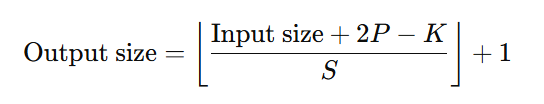 Output size = ⌊(Input size + 2P − K) / S⌋ + 1